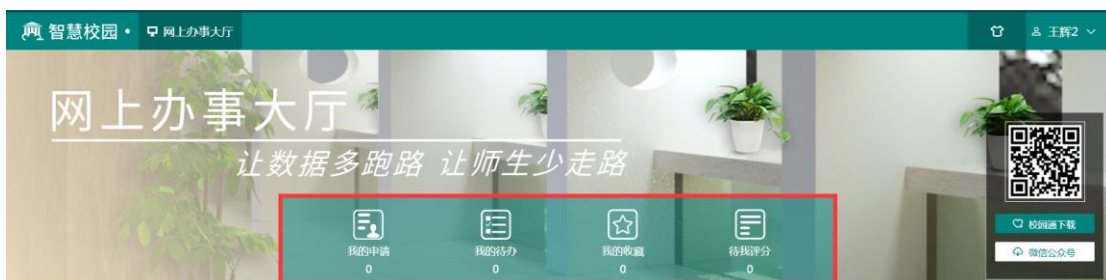 智慧校园• 网上办事大厅 王辉2
网上办事大厅
让数据多跑路 让师生少走路
我的申请 我的待办 我的收藏 待我评分
0 0 0 0
校园通下载
微信公众号